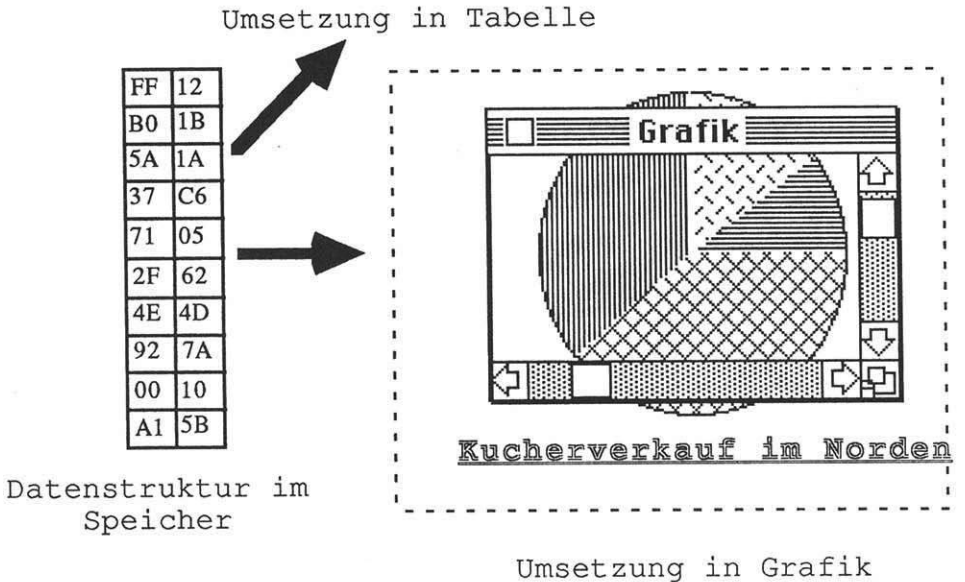 Umsetzung in Tabelle
FF 12
B0 1B
5A 1A
37 C6
71 05
2F 62
4E 4D
92 7A
00 10
A1 5B
Datenstruktur im
Speicher
Grafik
Kucherverkauf im Norden
Umsetzung in Grafik